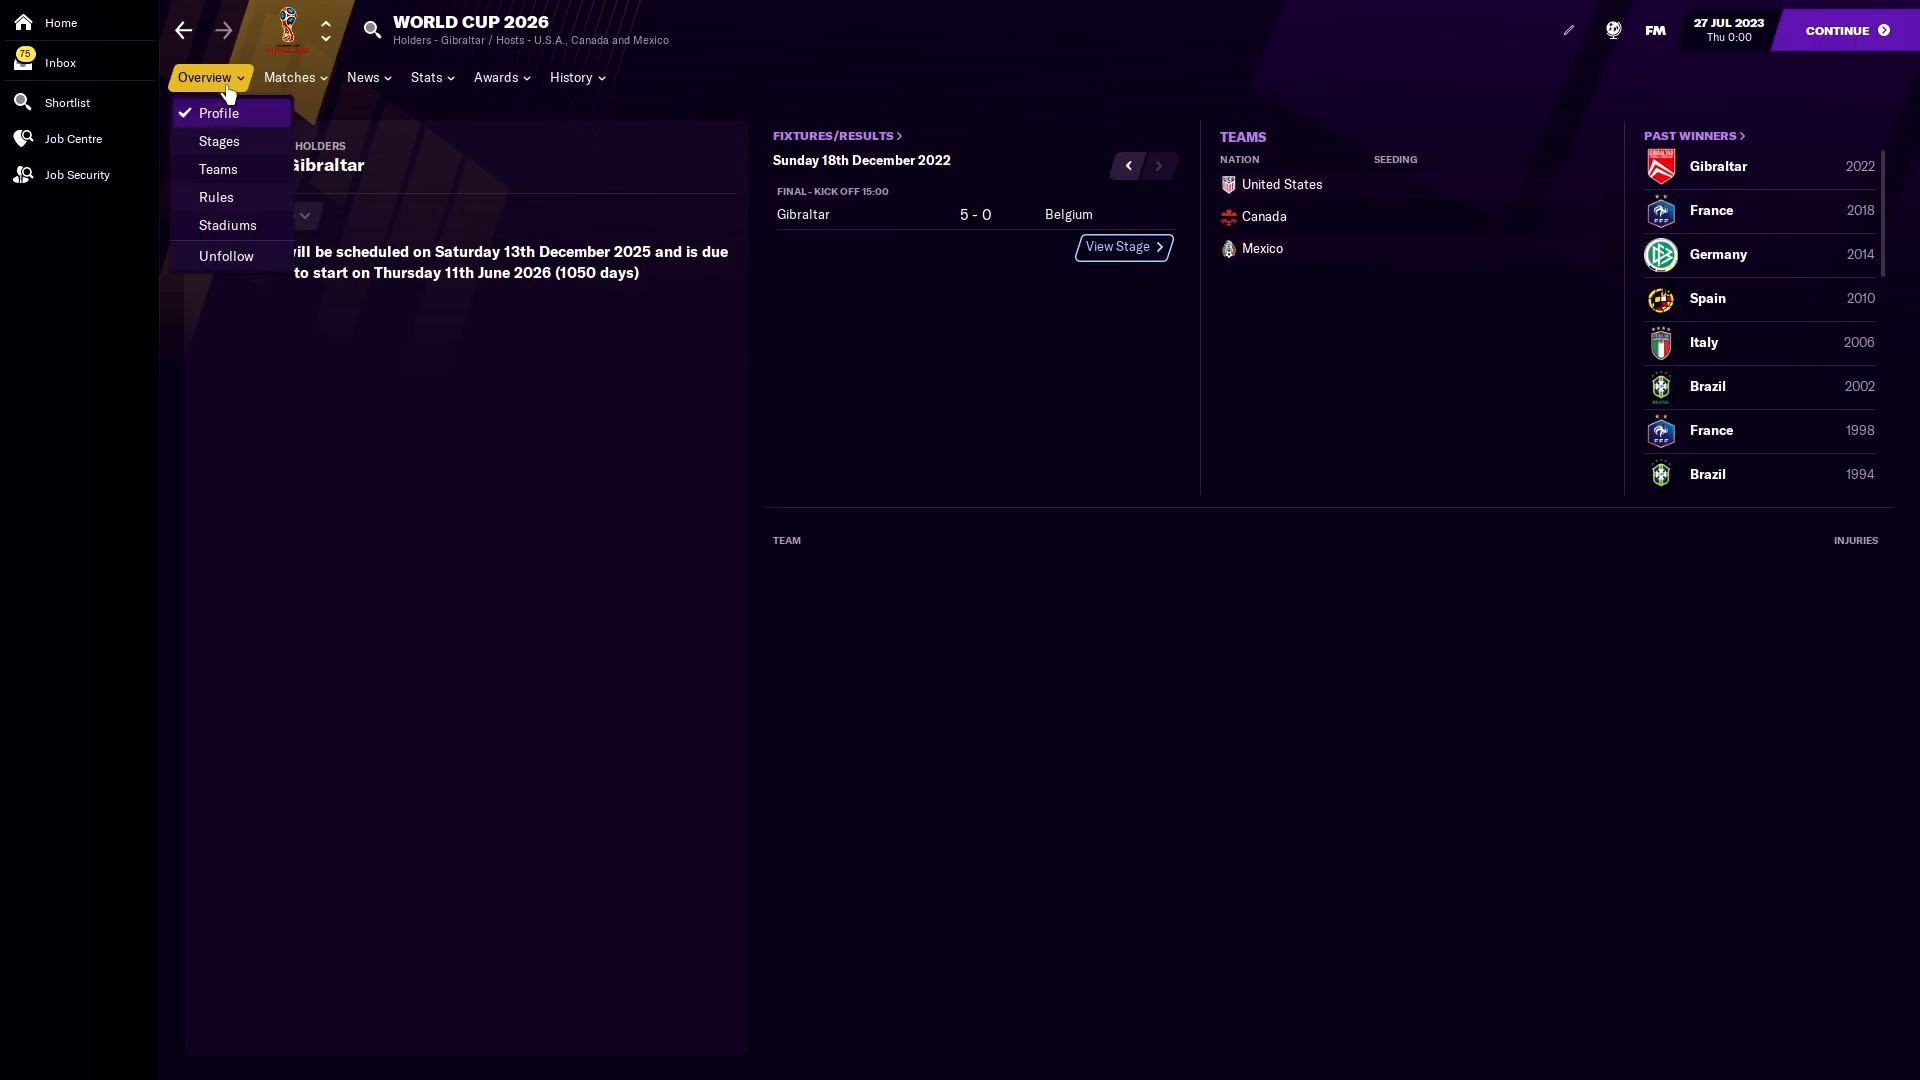 Home
75
Inbox
Shortlist
Job Centre
Job Security
WORLD CUP 2026
Holders - Gibraltar / Hosts - U.S.A., Canada and Mexico
FM
27 JUL 2023
Thu 0:00
CONTINUE
Overview
Matches
News
Stats
Awards
History
Profile
Stages
Teams
Rules
Stadiums
Unfollow
HOLDERS
Gibraltar
will be scheduled on Saturday 13th December 2025 and is due
to start on Thursday 11th June 2026 (1050 days)
FIXTURES/RESULTS
Sunday 18th December 2022
FINAL - KICK OFF 15:00
Gibraltar 5 - 0 Belgium
View Stage
TEAMS
NATION SEEDING
United States
Canada
Mexico
PAST WINNERS
Gibraltar 2022
France 2018
Germany 2014
Spain 2010
Italy 2006
Brazil 2002
France 1998
Brazil 1994
TEAM INJURIES